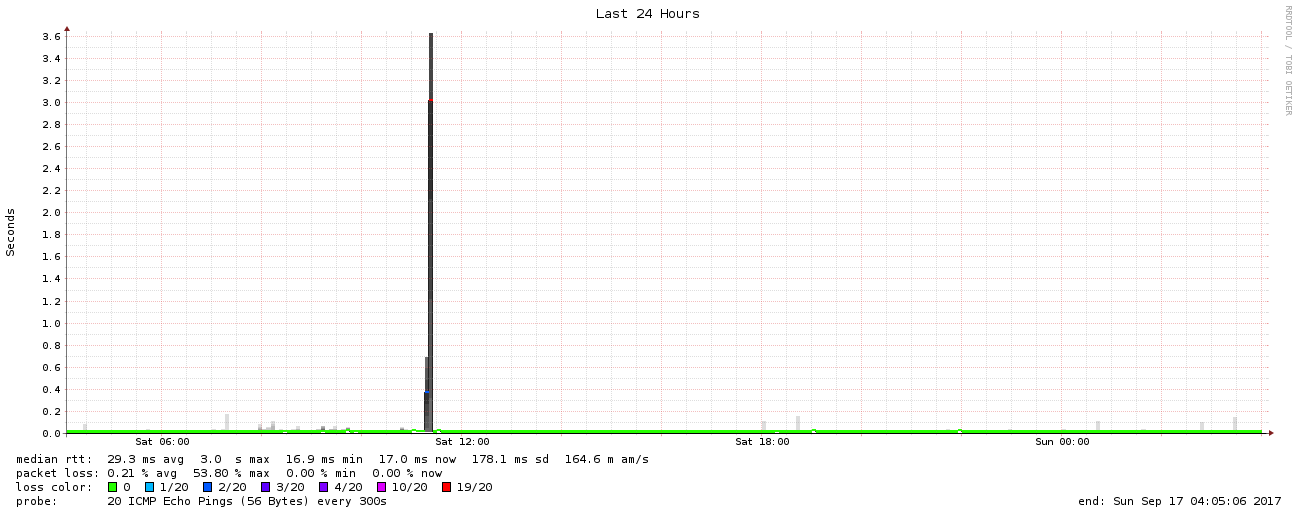 Last 24 Hours
RRDTOOL / TOBI OETIKER
Seconds
3.6
3.4
3.2
3.0
2.8
2.6
2.4
2.2
2.0
1.8
1.6
1.4
1.2
1.0
0.8
0.6
0.4
0.2
0.0
Sat 06:00 Sat 12:00 Sat 18:00 Sun 00:00
median rtt: 29.3 ms avg 3.0 s max 16.9 ms min 17.0 ms now 178.1 ms sd 164.6 m am/s
packet loss: 0.21 % avg 53.80 % max 0.00 % min 0.00 % now
loss color: 0 1/20 2/20 3/20 4/20 10/20 19/20
probe: 20 ICMP Echo Pings (56 Bytes) every 300s end: Sun Sep 17 04:05:06 2017